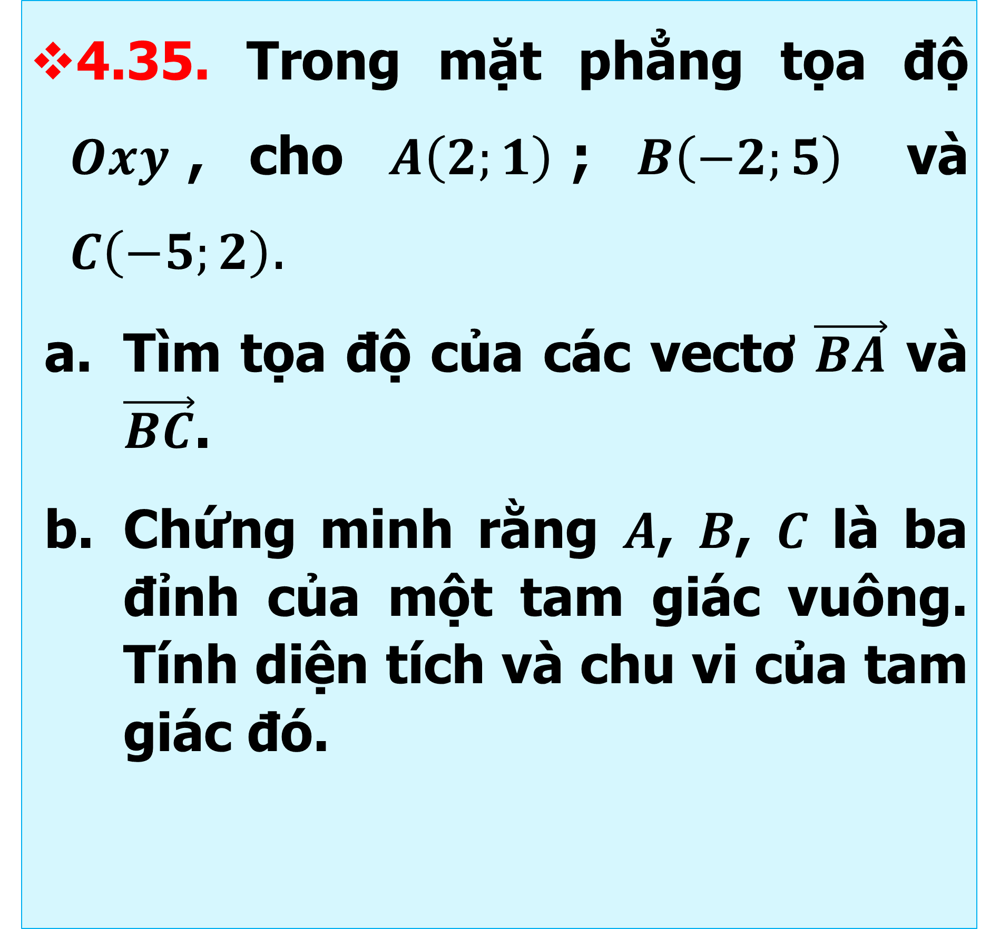 ❖4.35. Trong mặt phẳng tọa độ
Oxy , cho A(2; 1) ; B(−2; 5) và
C(−5; 2).
a. Tìm tọa độ của các vectơ $\overrightarrow{BA}$ và
$\overrightarrow{BC}$.
b. Chứng minh rằng A, B, C là ba
đỉnh của một tam giác vuông.
Tính diện tích và chu vi của tam
giác đó.